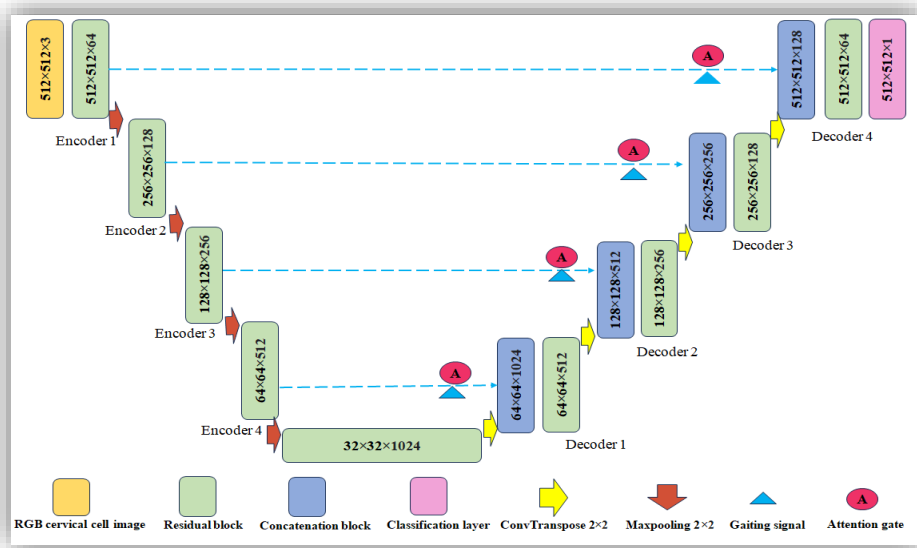 512×512×3
512×512×64
A
512×512×128
512×512×64
512×512×1
Encoder 1
Decoder 4
256×256×128
A
256×256×256
256×256×128
Encoder 2
Decoder 3
128×128×256
A
128×128×512
128×128×256
Encoder 3
Decoder 2
64×64×512
A
64×64×1024
64×64×512
Encoder 4
Decoder 1
32×32×1024
A
RGB cervical cell image
Residual block
Concatenation block
Classification layer
ConvTranspose 2×2
Maxpooling 2×2
Gaiting signal
Attention gate